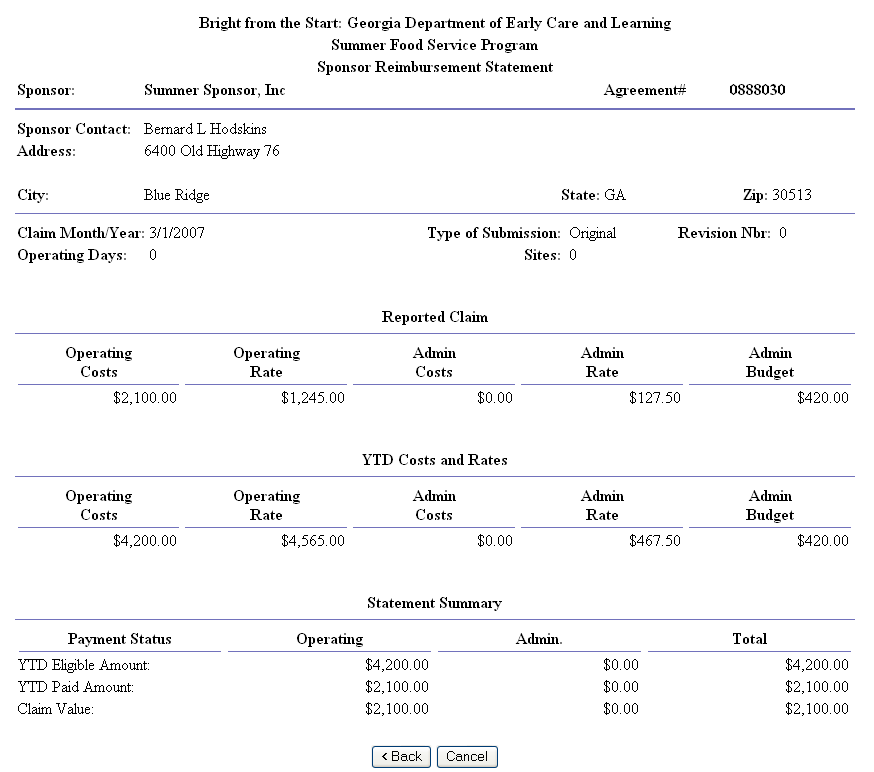 Bright from the Start: Georgia Department of Early Care and Learning
Summer Food Service Program
Sponsor Reimbursement Statement
Sponsor: Summer Sponsor, Inc Agreement# 0888030
Sponsor Contact: Bernard L Hodskins
Address: 6400 Old Highway 76
City: Blue Ridge State: GA Zip: 30513
Claim Month/Year: 3/1/2007 Type of Submission: Original Revision Nbr: 0
Operating Days: 0 Sites: 0
Reported Claim
Operating Operating Admin Admin Admin
Costs Rate Costs Rate Budget
$2,100.00 $1,245.00 $0.00 $127.50 $420.00
YTD Costs and Rates
Operating Operating Admin Admin Admin
Costs Rate Costs Rate Budget
$4,200.00 $4,565.00 $0.00 $467.50 $420.00
Statement Summary
Payment Status Operating Admin. Total
YTD Eligible Amount: $4,200.00 $0.00 $4,200.00
YTD Paid Amount: $2,100.00 $0.00 $2,100.00
Claim Value: $2,100.00 $0.00 $2,100.00
< Back Cancel